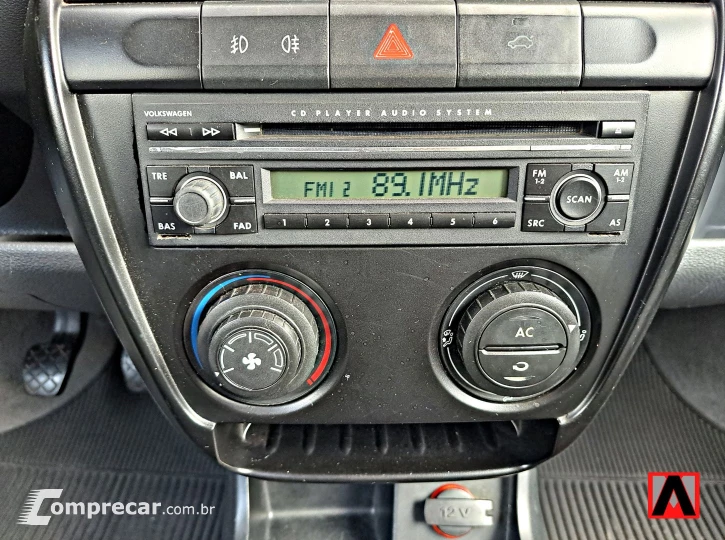 VOLKSWAGEN
CD PLAYER AUDIO SYSTEM
1
TRE BAL
BAS FAD
FM1 2 89.1MHz
1 2 3 4 5 6
FM 1-2
AM 1-2
SCAN
SRC AS
AC
12V
Comprecar.com.br